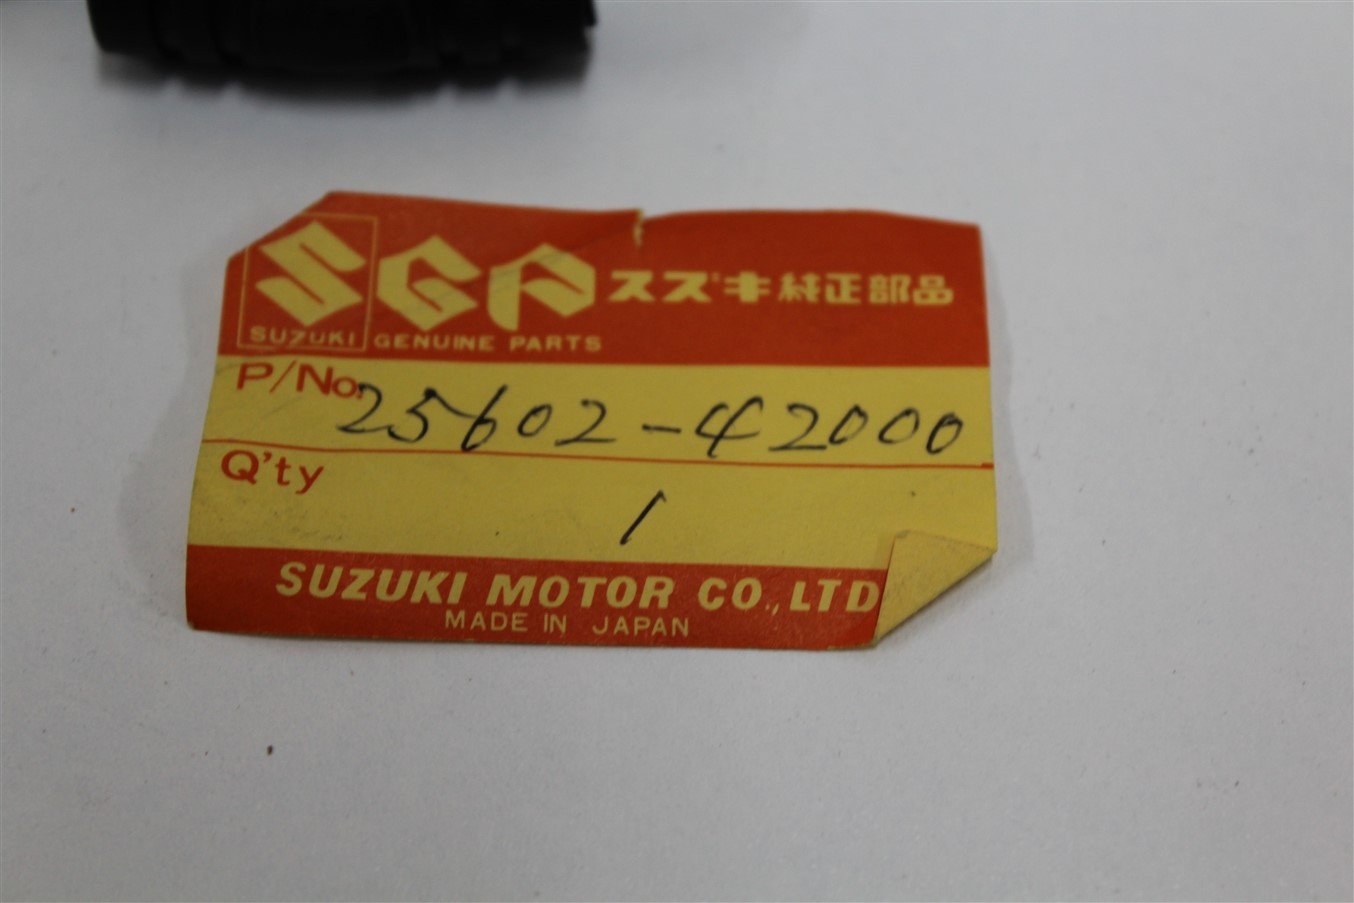 SGP スズキ純正部品
SUZUKI GENUINE PARTS
P/No. 25602-42000
Q'ty 1
SUZUKI MOTOR CO., LTD
MADE IN JAPAN